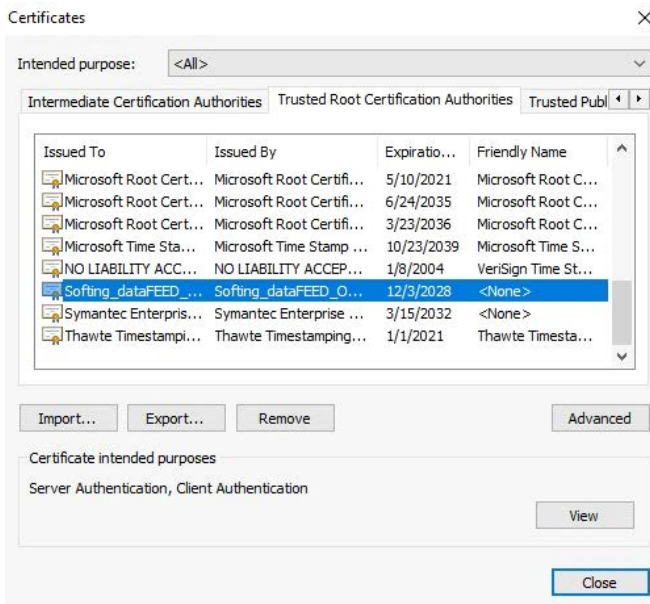 Certificates
Intended purpose: <All>
Intermediate Certification Authorities Trusted Root Certification Authorities Trusted Publ
Issued To Issued By Expiratio... Friendly Name
Microsoft Root Cert... Microsoft Root Certifi... 5/10/2021 Microsoft Root C...
Microsoft Root Cert... Microsoft Root Certifi... 6/24/2035 Microsoft Root C...
Microsoft Root Cert... Microsoft Root Certifi... 3/23/2036 Microsoft Root C...
Microsoft Time Sta... Microsoft Time Stamp ... 10/23/2039 Microsoft Time S...
NO LIABILITY ACC... NO LIABILITY ACCEP... 1/8/2004 VeriSign Time St...
Softing_dataFEED_... Softing_dataFEED_O... 12/3/2028 <None>
Symantec Enterpris... Symantec Enterprise ... 3/15/2032 <None>
Thawte Timestampi... Thawte Timestamping... 1/1/2021 Thawte Timesta...
Import... Export... Remove Advanced
Certificate intended purposes
Server Authentication, Client Authentication
View
Close